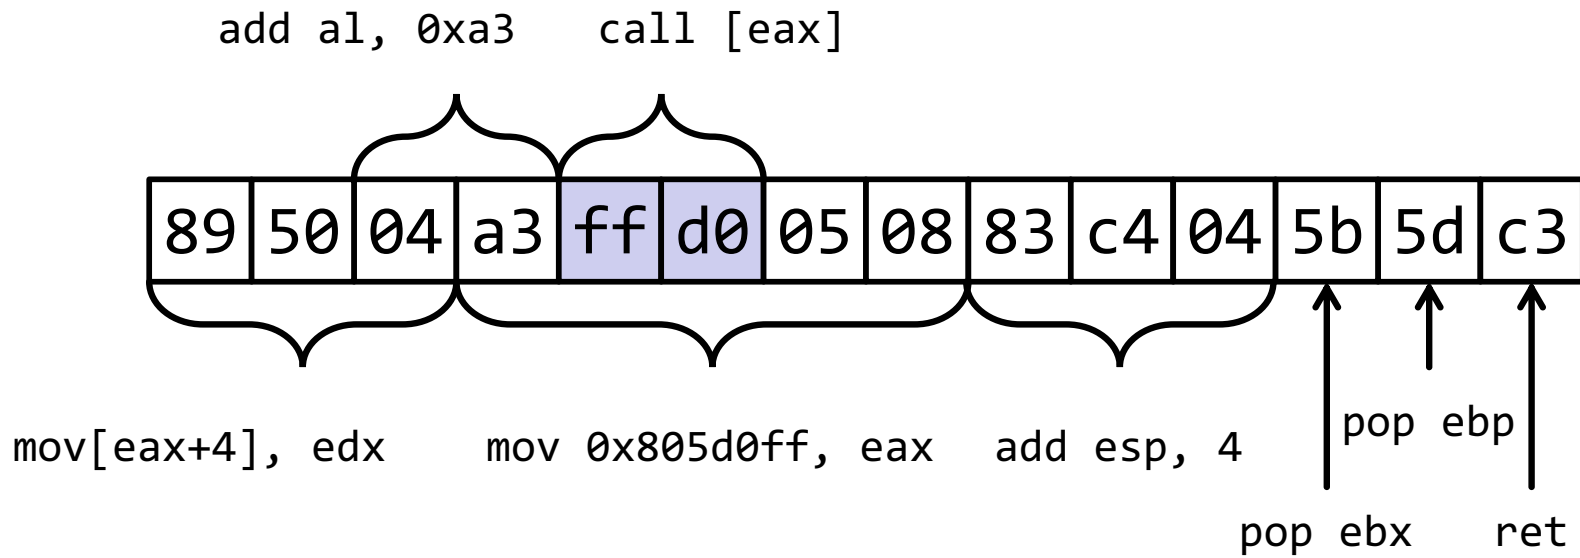 add al, 0xa3 call [eax]
89 50 04 a3 ff d0 05 08 83 c4 04 5b 5d c3
mov[eax+4], edx mov 0x805d0ff, eax add esp, 4 pop ebp
pop ebx ret